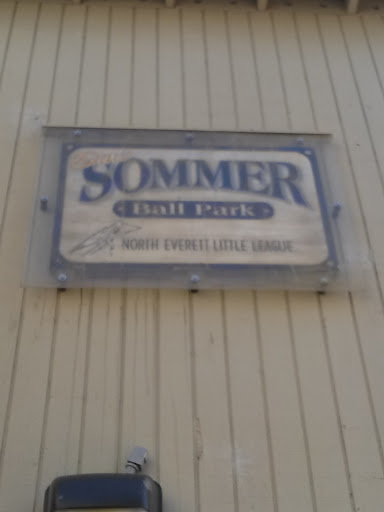 SOMMER
Ball Park
NORTH EVERETT LITTLE LEAGUE